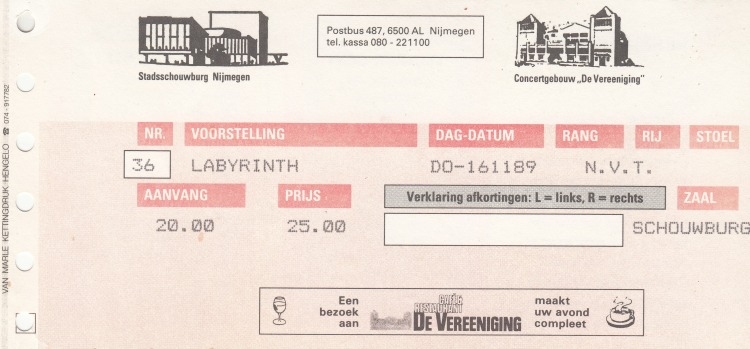 Postbus 487, 6500 AL Nijmegen
tel. kassa 080 - 221100
Stadsschouwburg Nijmegen
Concertgebouw „De Vereeniging"
NR. VOORSTELLING DAG-DATUM RANG RIJ STOEL
36 LABYRINTH DO-161189 N.V.T.
AANVANG PRIJS Verklaring afkortingen: L = links, R = rechts ZAAL
20.00 25.00 SCHOUWBURG
Een bezoek aan
CAFÉ RESTAURANT
DE VEREENIGING
maakt uw avond compleet
VAN MARLE KETTINGDRUK HENGELO ☎ 074 - 917782